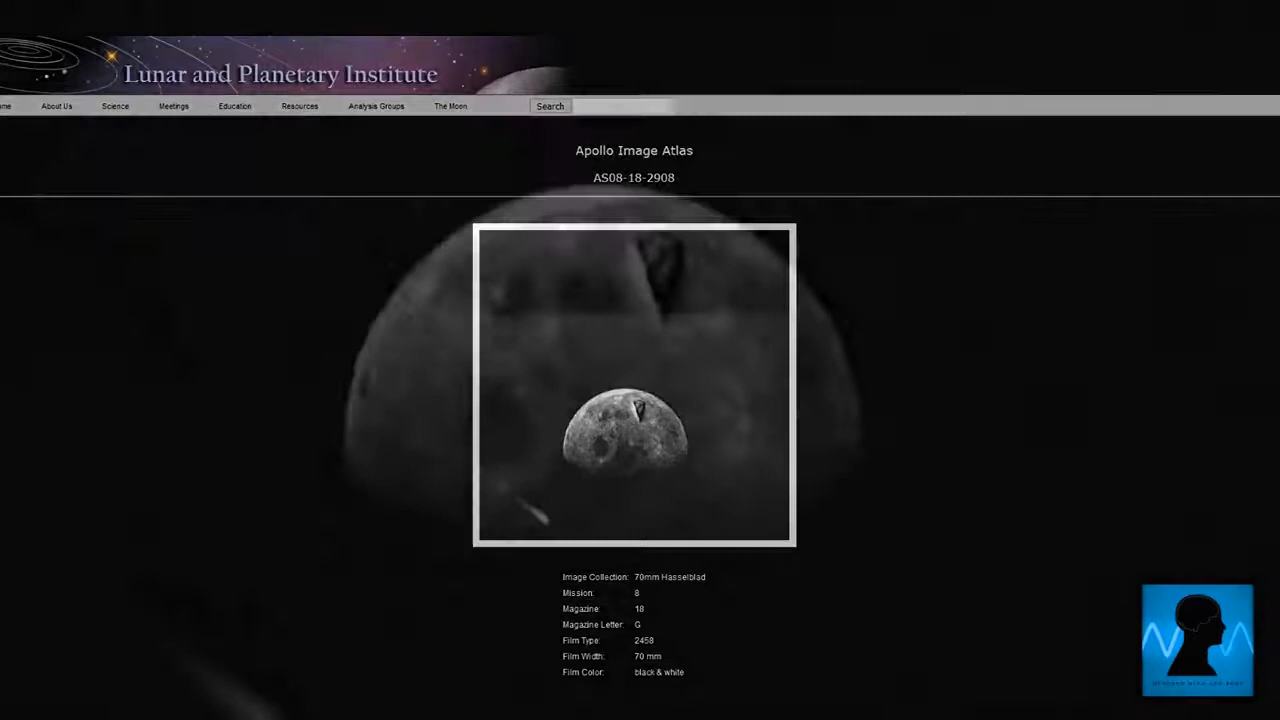 Lunar and Planetary Institute
ome About Us Science Meetings Education Resources Analysis Groups The Moon Search
Apollo Image Atlas
AS08-18-2908
Image Collection: 70mm Hasselblad
Mission: 8
Magazine: 18
Magazine Letter: G
Film Type: 2458
Film Width: 70 mm
Film Color: black & white